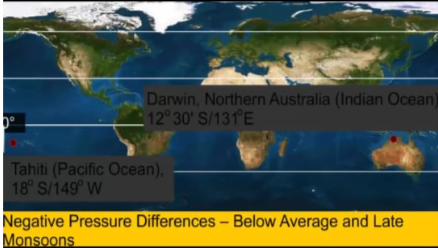 Darwin, Northern Australia (Indian Ocean)
12° 30' S/131°E
0°
Tahiti (Pacific Ocean),
18° S/149° W
Negative Pressure Differences – Below Average and Late
Monsoons